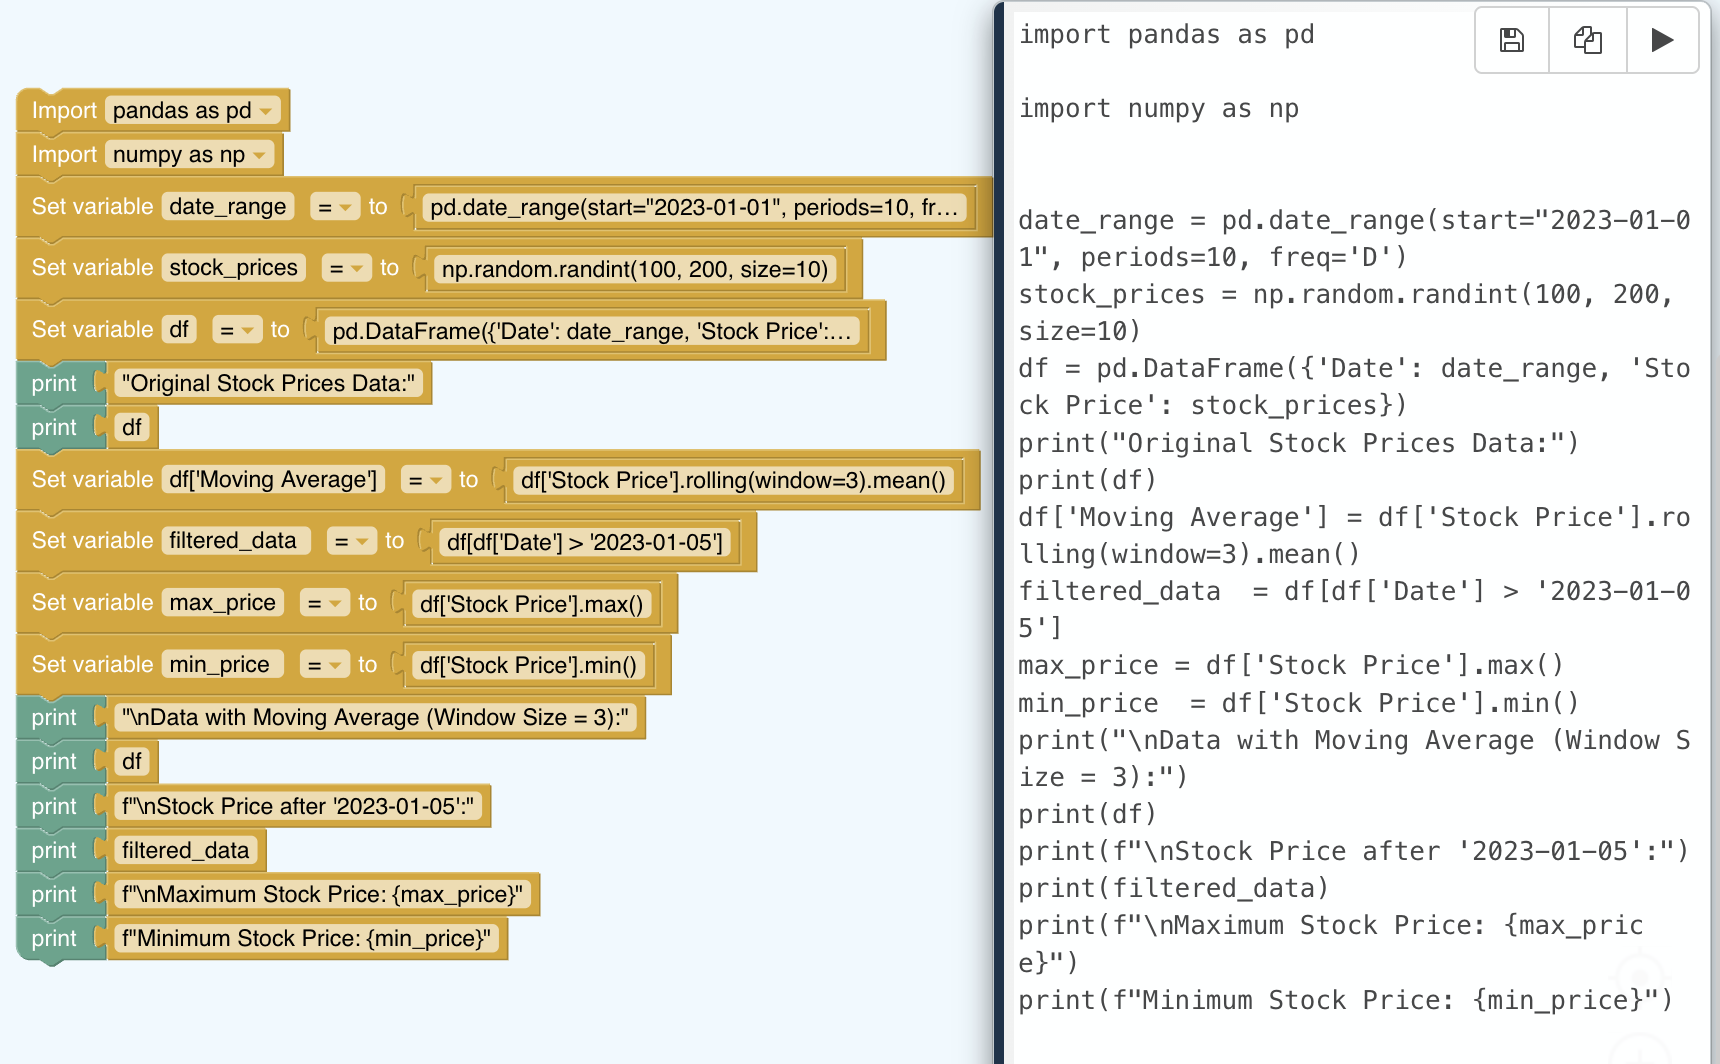 Import pandas as pd
Import numpy as np
Set variable date_range = to pd.date_range(start="2023-01-01", periods=10, fr...
Set variable stock_prices = to np.random.randint(100, 200, size=10)
Set variable df = to pd.DataFrame({'Date': date_range, 'Stock Price':...
print "Original Stock Prices Data:"
print df
Set variable df['Moving Average'] = to df['Stock Price'].rolling(window=3).mean()
Set variable filtered_data = to df[df['Date'] > '2023-01-05']
Set variable max_price = to df['Stock Price'].max()
Set variable min_price = to df['Stock Price'].min()
print "\nData with Moving Average (Window Size = 3):"
print df
print f"\nStock Price after '2023-01-05':"
print filtered_data
print f"\nMaximum Stock Price: {max_price}"
print f"Minimum Stock Price: {min_price}"
import pandas as pd
import numpy as np
date_range = pd.date_range(start="2023-01-0
1", periods=10, freq='D')
stock_prices = np.random.randint(100, 200,
size=10)
df = pd.DataFrame({'Date': date_range, 'Sto
ck Price': stock_prices})
print("Original Stock Prices Data:")
print(df)
df['Moving Average'] = df['Stock Price'].ro
lling(window=3).mean()
filtered_data  = df[df['Date'] > '2023-01-0
5']
max_price = df['Stock Price'].max()
min_price  = df['Stock Price'].min()
print("\nData with Moving Average (Window S
ize = 3):")
print(df)
print(f"\nStock Price after '2023-01-05':")
print(filtered_data)
print(f"\nMaximum Stock Price: {max_pric
e}")
print(f"Minimum Stock Price: {min_price}")